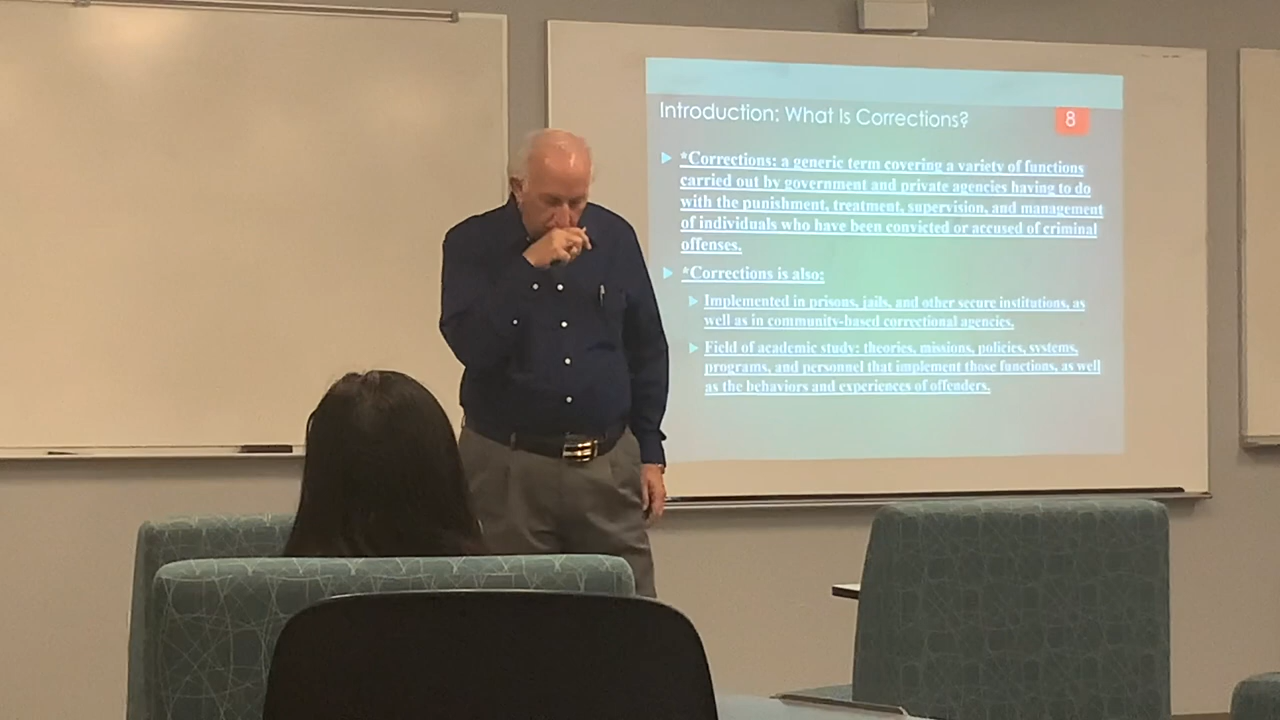 Introduction: What Is Corrections?
8
*Corrections: a generic term covering a variety of functions
carried out by government and private agencies having to do
with the punishment, treatment, supervision, and management
of individuals who have been convicted or accused of criminal
offenses.
*Corrections is also:
Implemented in prisons, jails, and other secure institutions, as
well as in community-based correctional agencies.
Field of academic study: theories, missions, policies, systems,
programs, and personnel that implement those functions, as well
as the behaviors and experiences of offenders.